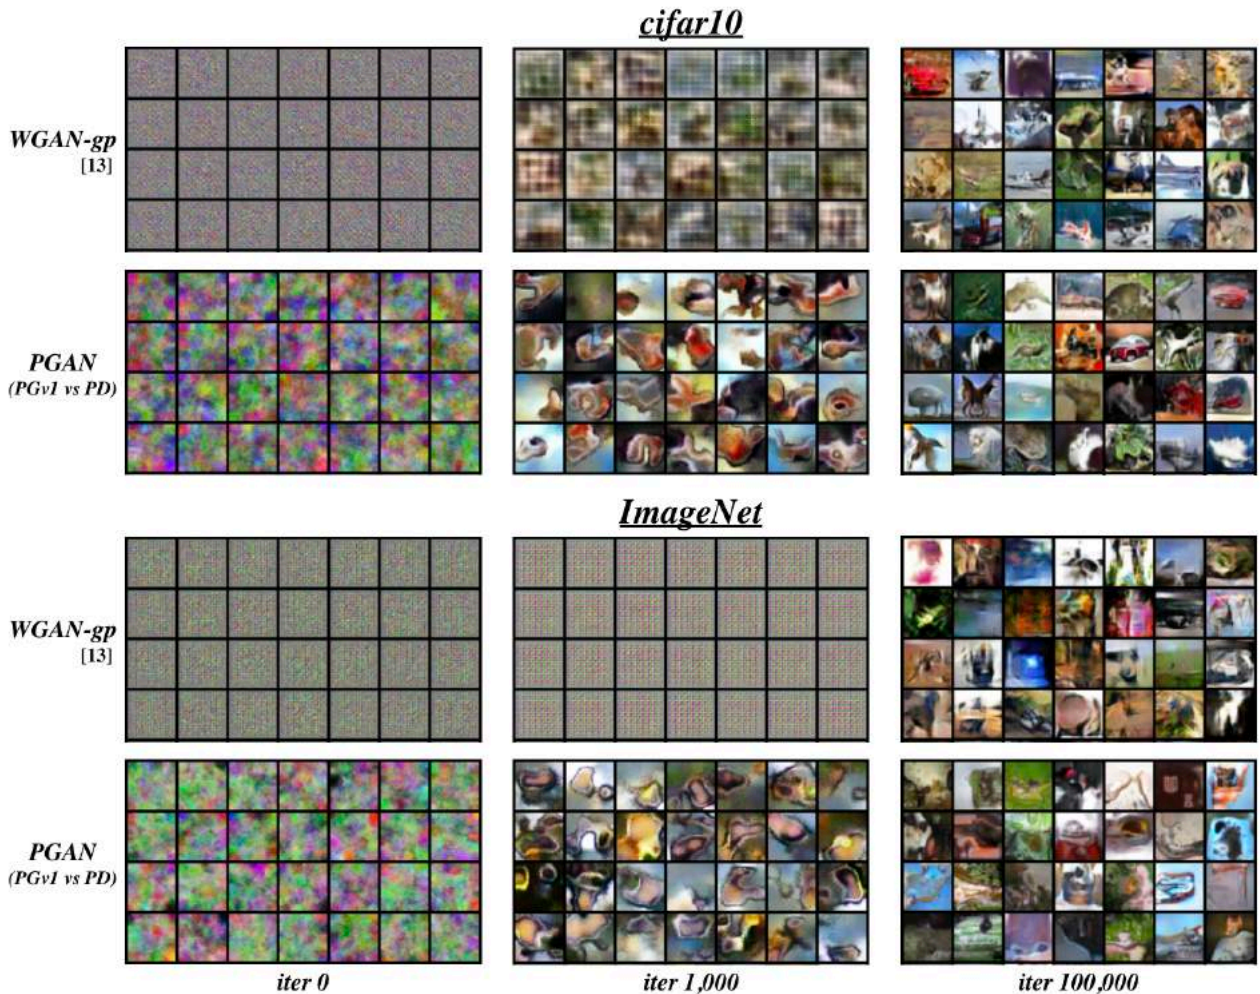 cifar10
WGAN-gp
[13]
PGAN
(PGv1 vs PD)
ImageNet
WGAN-gp
[13]
PGAN
(PGv1 vs PD)
iter 0
iter 1,000
iter 100,000